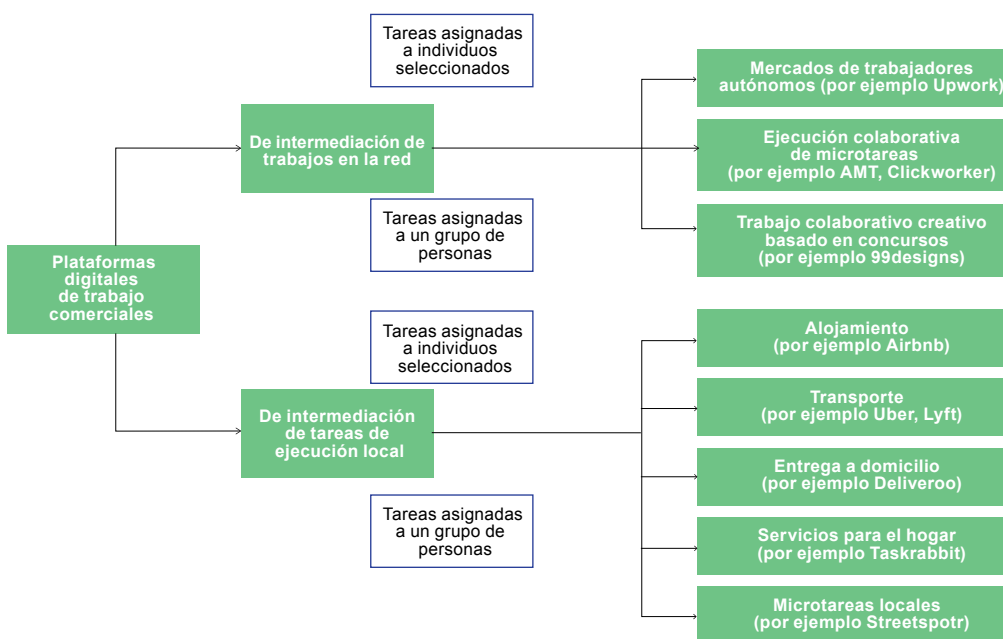 Tareas asignadas
a individuos
seleccionados
Mercados de trabajadores
autónomos (por ejemplo Upwork)
De intermediación de
trabajos en la red
Ejecución colaborativa
de microtareas
(por ejemplo AMT, Clickworker)
Tareas asignadas
a un grupo de
personas
Trabajo colaborativo creativo
basado en concursos
(por ejemplo 99designs)
Plataformas
digitales
de trabajo
comerciales
Tareas asignadas
a individuos
seleccionados
Alojamiento
(por ejemplo Airbnb)
De intermediación
de tareas de
ejecución local
Transporte
(por ejemplo Uber, Lyft)
Entrega a domicilio
(por ejemplo Deliveroo)
Tareas asignadas
a un grupo de
personas
Servicios para el hogar
(por ejemplo Taskrabbit)
Microtareas locales
(por ejemplo Streetspotr)